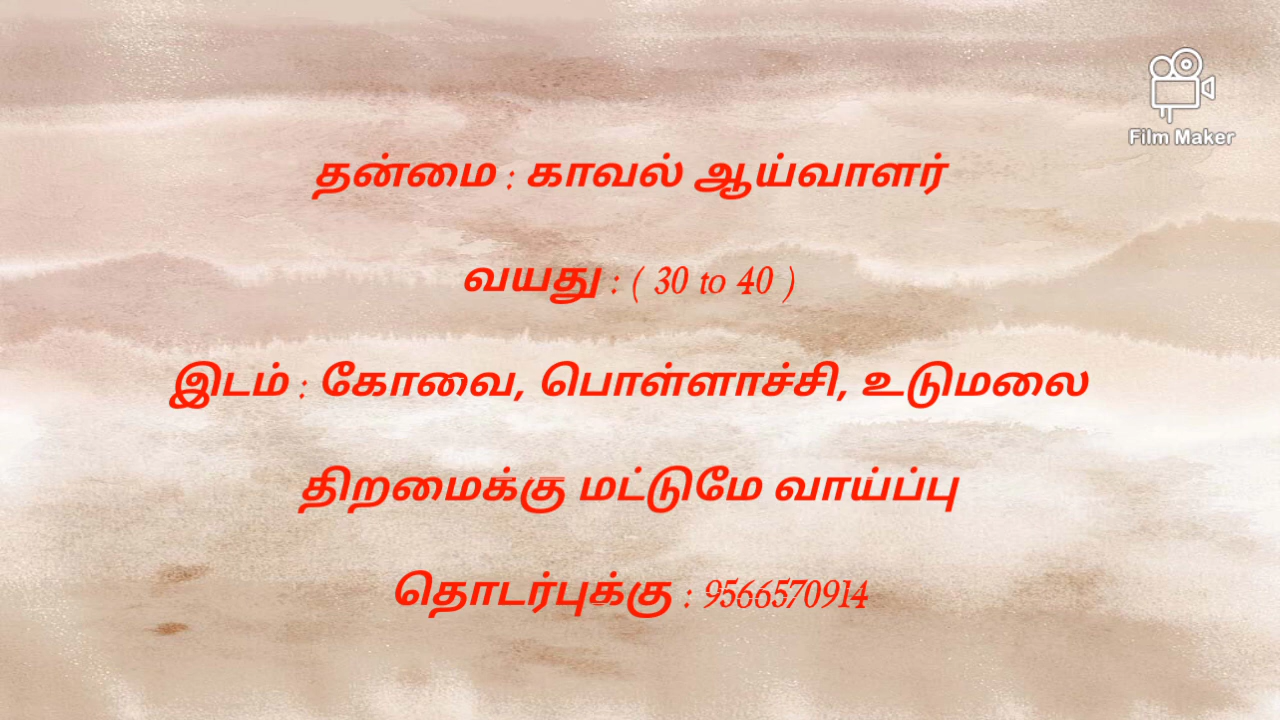 Film Maker
தன்மை : காவல் ஆய்வாளர்
வயது : ( 30 to 40 )
இடம் : கோவை, பொள்ளாச்சி, உடுமலை
திறமைக்கு மட்டுமே வாய்ப்பு
தொடர்புக்கு : 9566570914